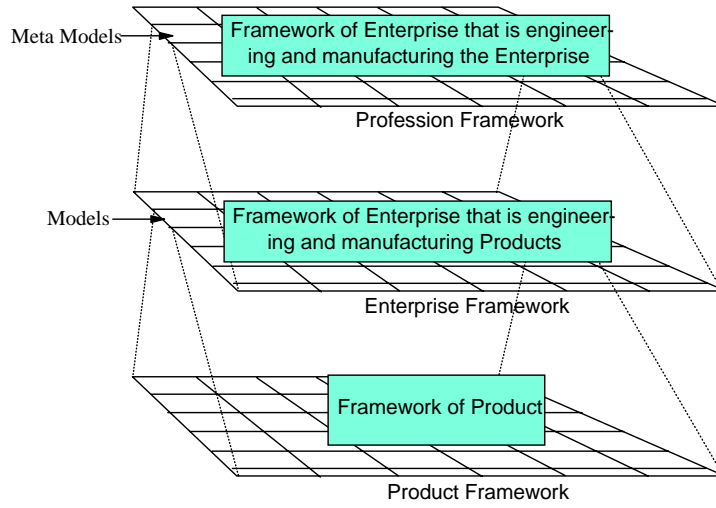 Meta Models
Framework of Enterprise that is engineer-
ing and manufacturing the Enterprise
Profession Framework
Models
Framework of Enterprise that is engineer-
ing and manufacturing Products
Enterprise Framework
Framework of Product
Product Framework